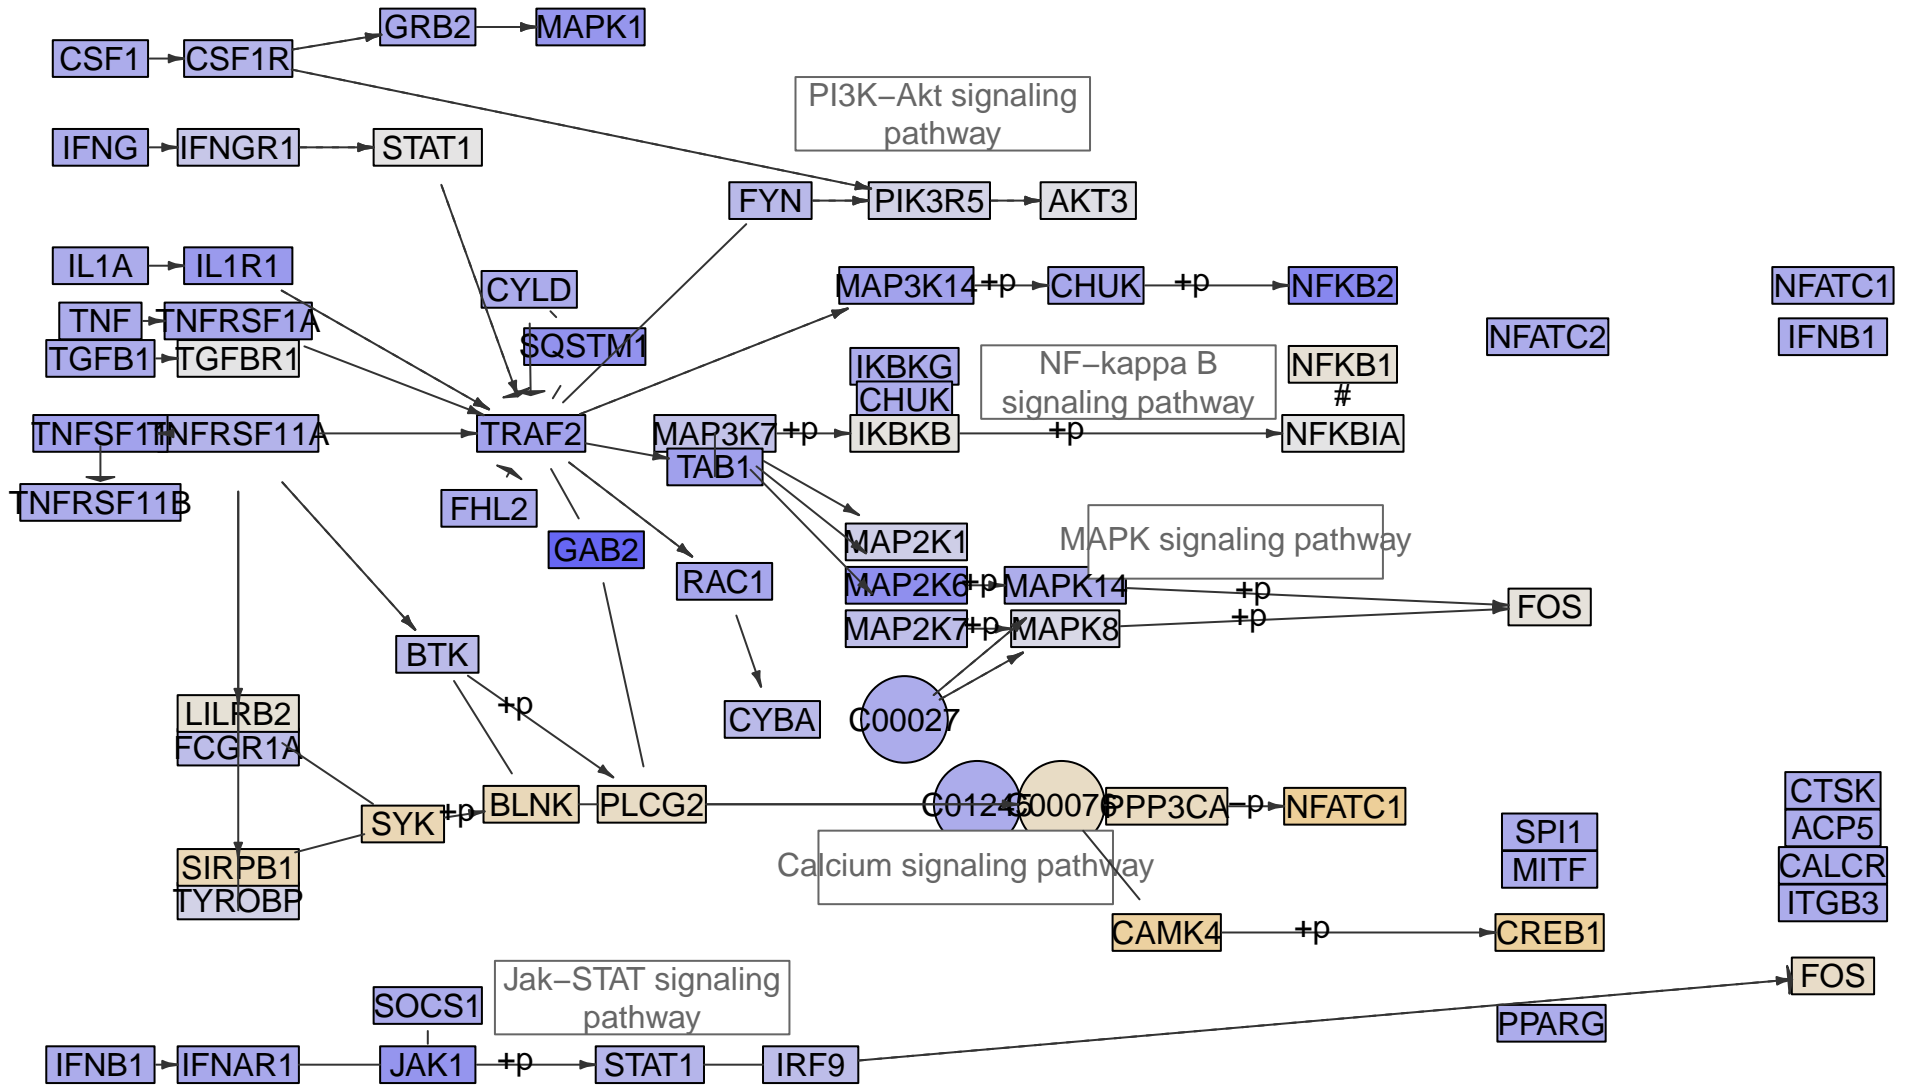 GRB2
MAPK1
CSF1
CSF1R
PI3K–Akt signaling
pathway
IFNG
IFNGR1
STAT1
FYN
PIK3R5
AKT3
IL1A
IL1R1
CYLD
MAP3K14
+p
CHUK
+p
NFKB2
NFATC1
TNF
TNFRSF1A
SQSTM1
NFATC2
IFNB1
TGFB1
TGFBR1
IKBKG
NF–kappa B
signaling pathway
NFKB1
#
CHUK
TNFSF11
TNFRSF11A
TRAF2
MAP3K7
+p
IKBKB
+p
NFKBIA
TAB1
TNFRSF11B
FHL2
GAB2
MAP2K1
MAPK signaling pathway
RAC1
MAP2K6
+p
MAPK14
+p
FOS
MAP2K7
+p
MAPK8
+p
BTK
+p
LILRB2
FCGR1A
CYBA
C00027
SYK
+p
BLNK
PLCG2
C01245
C00076
PPP3CA
–p
NFATC1
CTSK
SPI1
ACP5
SIRPB1
TYROBP
Calcium signaling pathway
MITF
CALCR
ITGB3
CAMK4
+p
CREB1
Jak–STAT signaling
pathway
FOS
SOCS1
PPARG
IFNB1
IFNAR1
JAK1
+p
STAT1
IRF9